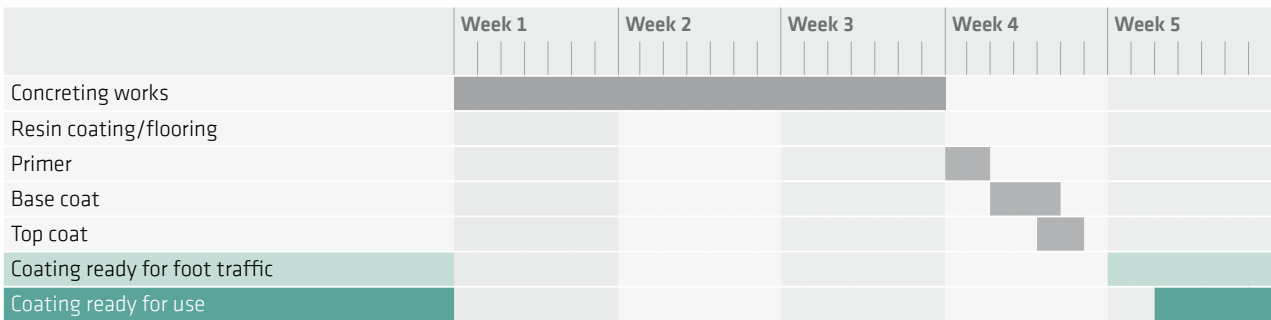 Week 1 Week 2 Week 3 Week 4 Week 5
Concreting works
Resin coating/flooring
Primer
Base coat
Top coat
Coating ready for foot traffic
Coating ready for use